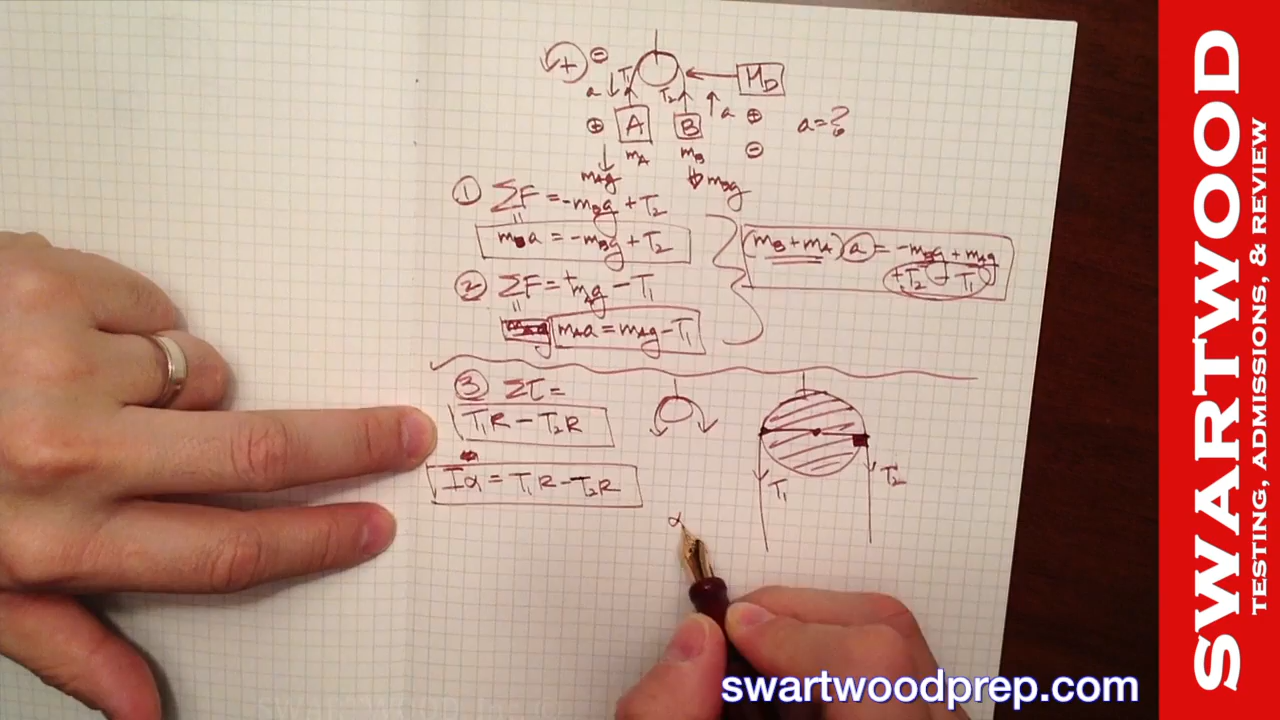 + ⊖
T₁
M_D
a
T₂
a ⊕
a = ?
⊕
A
B
⊖
m_A
m_B
m_Ag
m_Bg
① ΣF = -m_Bg + T₂
"
m_Ba = -m_Bg + T₂
(m_B + m_A) a = -m_Bg + m_Ag
+T₂ - T₁
② ΣF = +m_Ag - T₁
"
m_Aa = m_Ag - T₁
③ Στ =
T₁R - T₂R
Iα = T₁R - T₂R
T₁
T₂
α
SWARTWOOD
TESTING, ADMISSIONS, & REVIEW
swartwoodprep.com